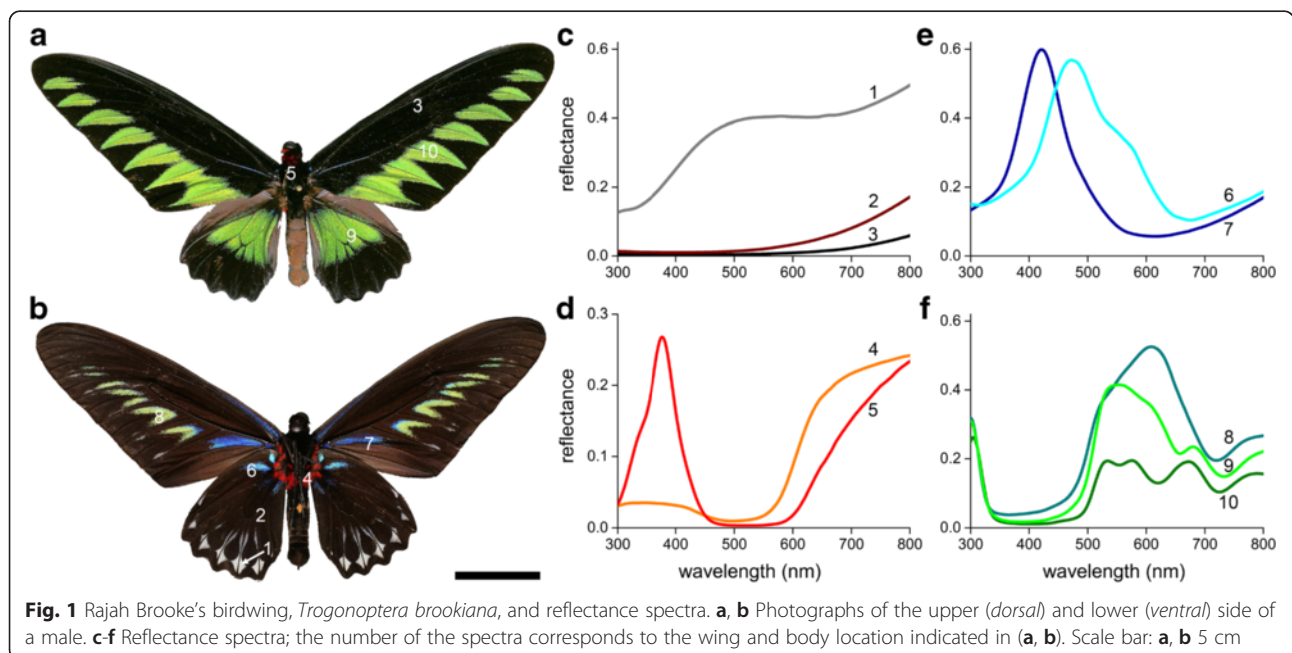 a
3
10
5
9
b
8
7
6
4
2
1
c
0.6
0.4
0.2
0.0
reflectance
1
2
3
300 400 500 600 700 800
e
0.6
0.4
0.2
0.0
6
7
300 400 500 600 700 800
d
0.3
0.2
0.1
0.0
reflectance
4
5
300 400 500 600 700 800
wavelength (nm)
f
0.6
0.4
0.2
0.0
8
9
10
300 400 500 600 700 800
wavelength (nm)
Fig. 1 Rajah Brooke's birdwing, Trogonoptera brookiana, and reflectance spectra. a, b Photographs of the upper (dorsal) and lower (ventral) side of
a male. c-f Reflectance spectra; the number of the spectra corresponds to the wing and body location indicated in (a, b). Scale bar: a, b 5 cm